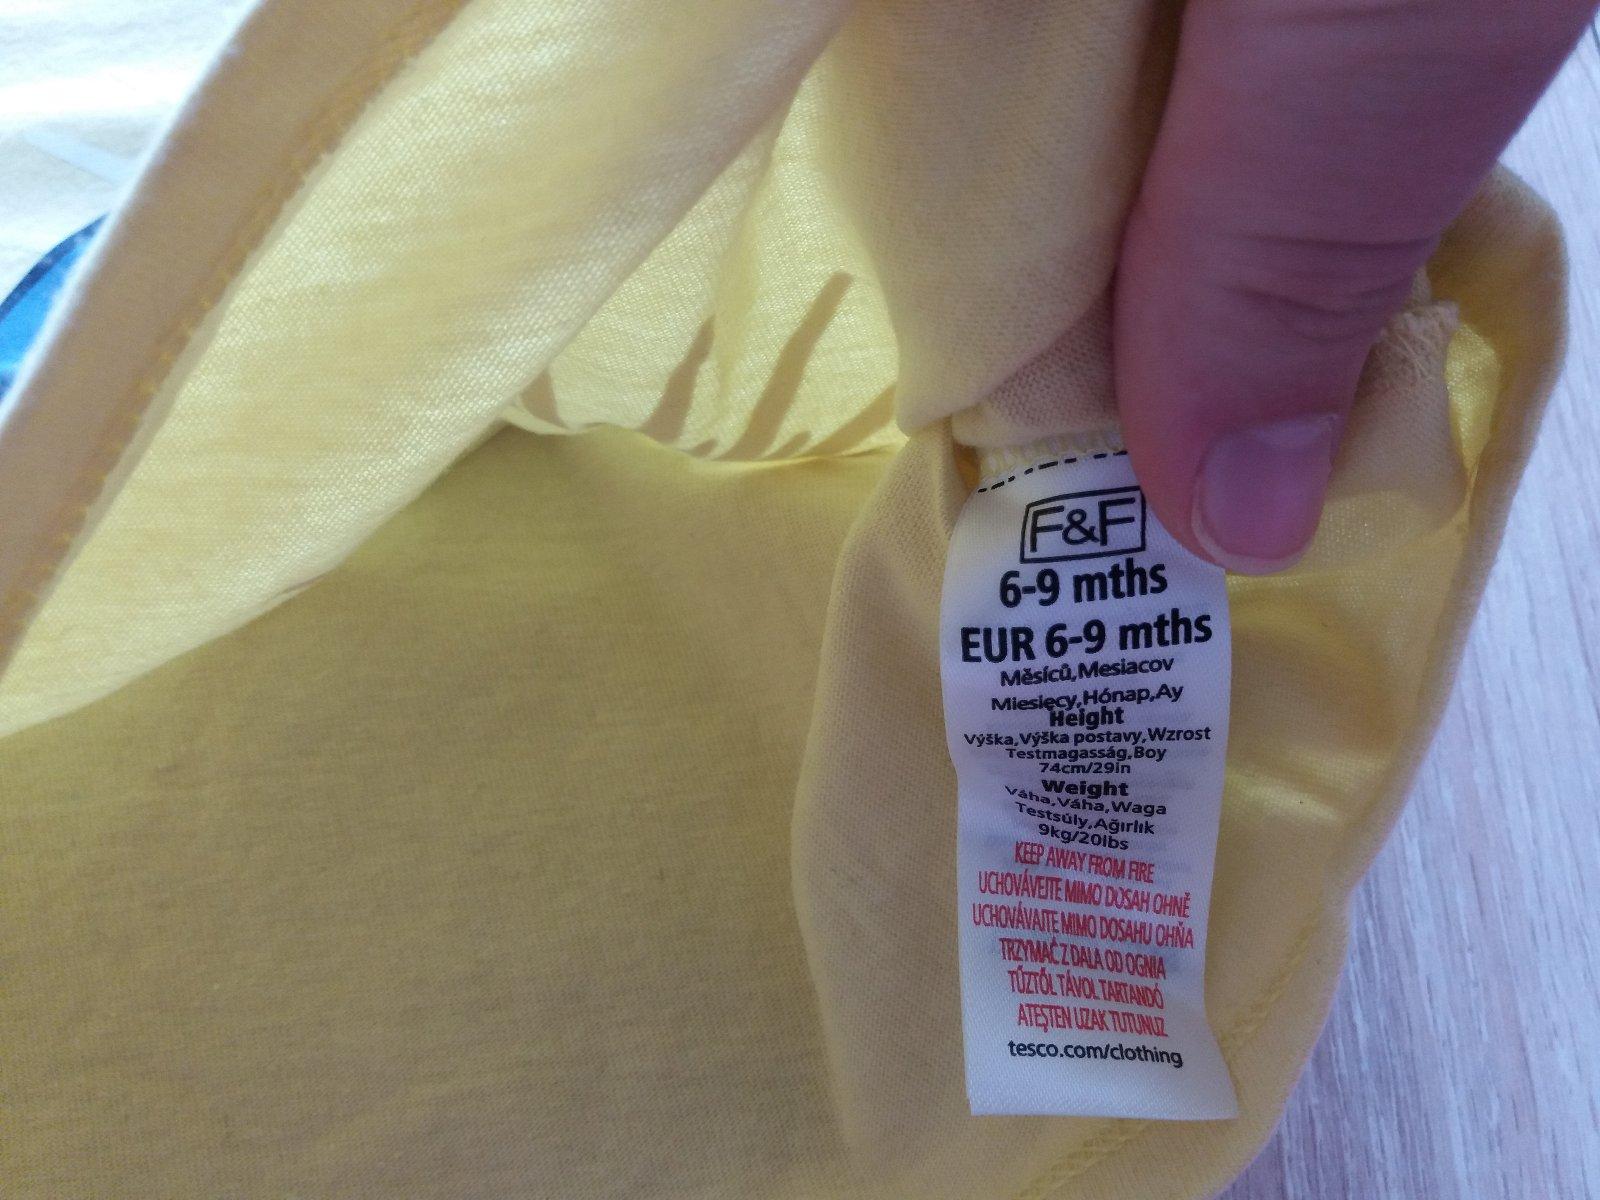 F&F
6-9 mths
EUR 6-9 mths
Měsíců,Mesiacov
Miesięcy,Hónap,Ay
Height
Výška,Výška postavy,Wzrost
Testmagasság,Boy
74cm/29in
Weight
Váha,Váha,Waga
Testsúly,Ağırlık
9kg/20lbs
KEEP AWAY FROM FIRE
UCHOVÁVEJTE MIMO DOSAH OHNĚ
UCHOVÁVAJTE MIMO DOSAHU OHŇA
TRZYMAĆ Z DALA OD OGNIA
TŰZTŐL TÁVOL TARTANDÓ
ATEŞTEN UZAK TUTUNUZ
tesco.com/clothing